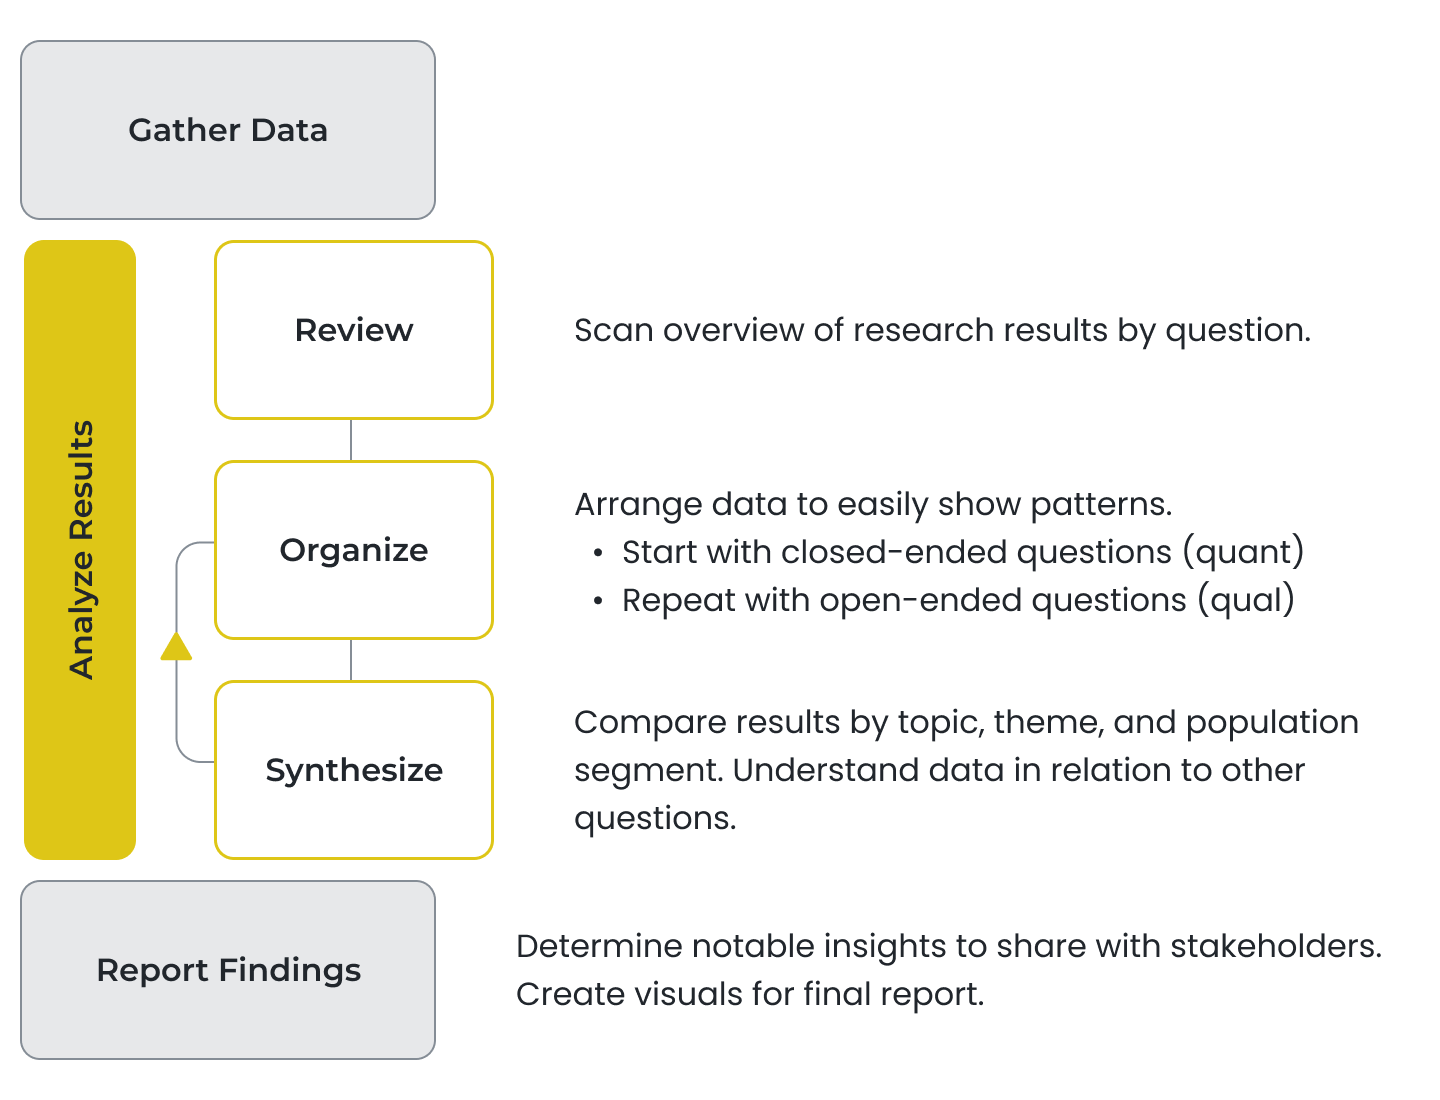 Gather Data
Analyze Results
Review
Scan overview of research results by question.
Organize
Arrange data to easily show patterns.
• Start with closed-ended questions (quant)
• Repeat with open-ended questions (qual)
Synthesize
Compare results by topic, theme, and population
segment. Understand data in relation to other
questions.
Report Findings
Determine notable insights to share with stakeholders.
Create visuals for final report.